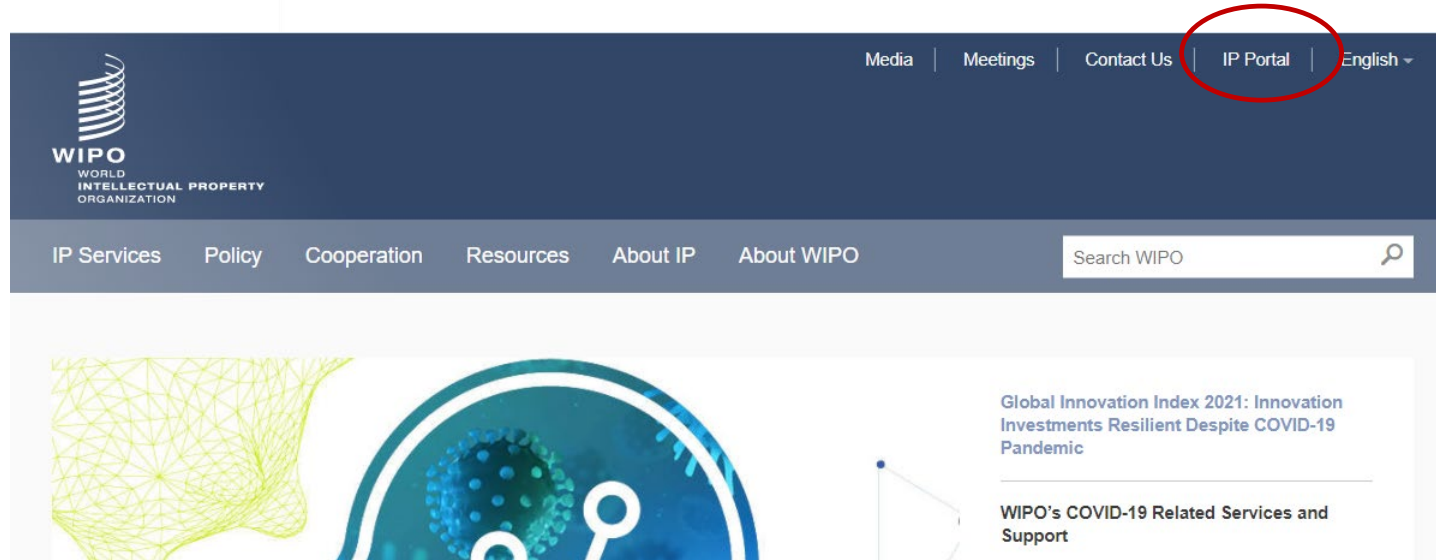 Media
Meetings
Contact Us
IP Portal
English
WIPO
WORLD
INTELLECTUAL PROPERTY
ORGANIZATION
IP Services
Policy
Cooperation
Resources
About IP
About WIPO
Search WIPO
Global Innovation Index 2021: Innovation
Investments Resilient Despite COVID-19
Pandemic
WIPO's COVID-19 Related Services and
Support